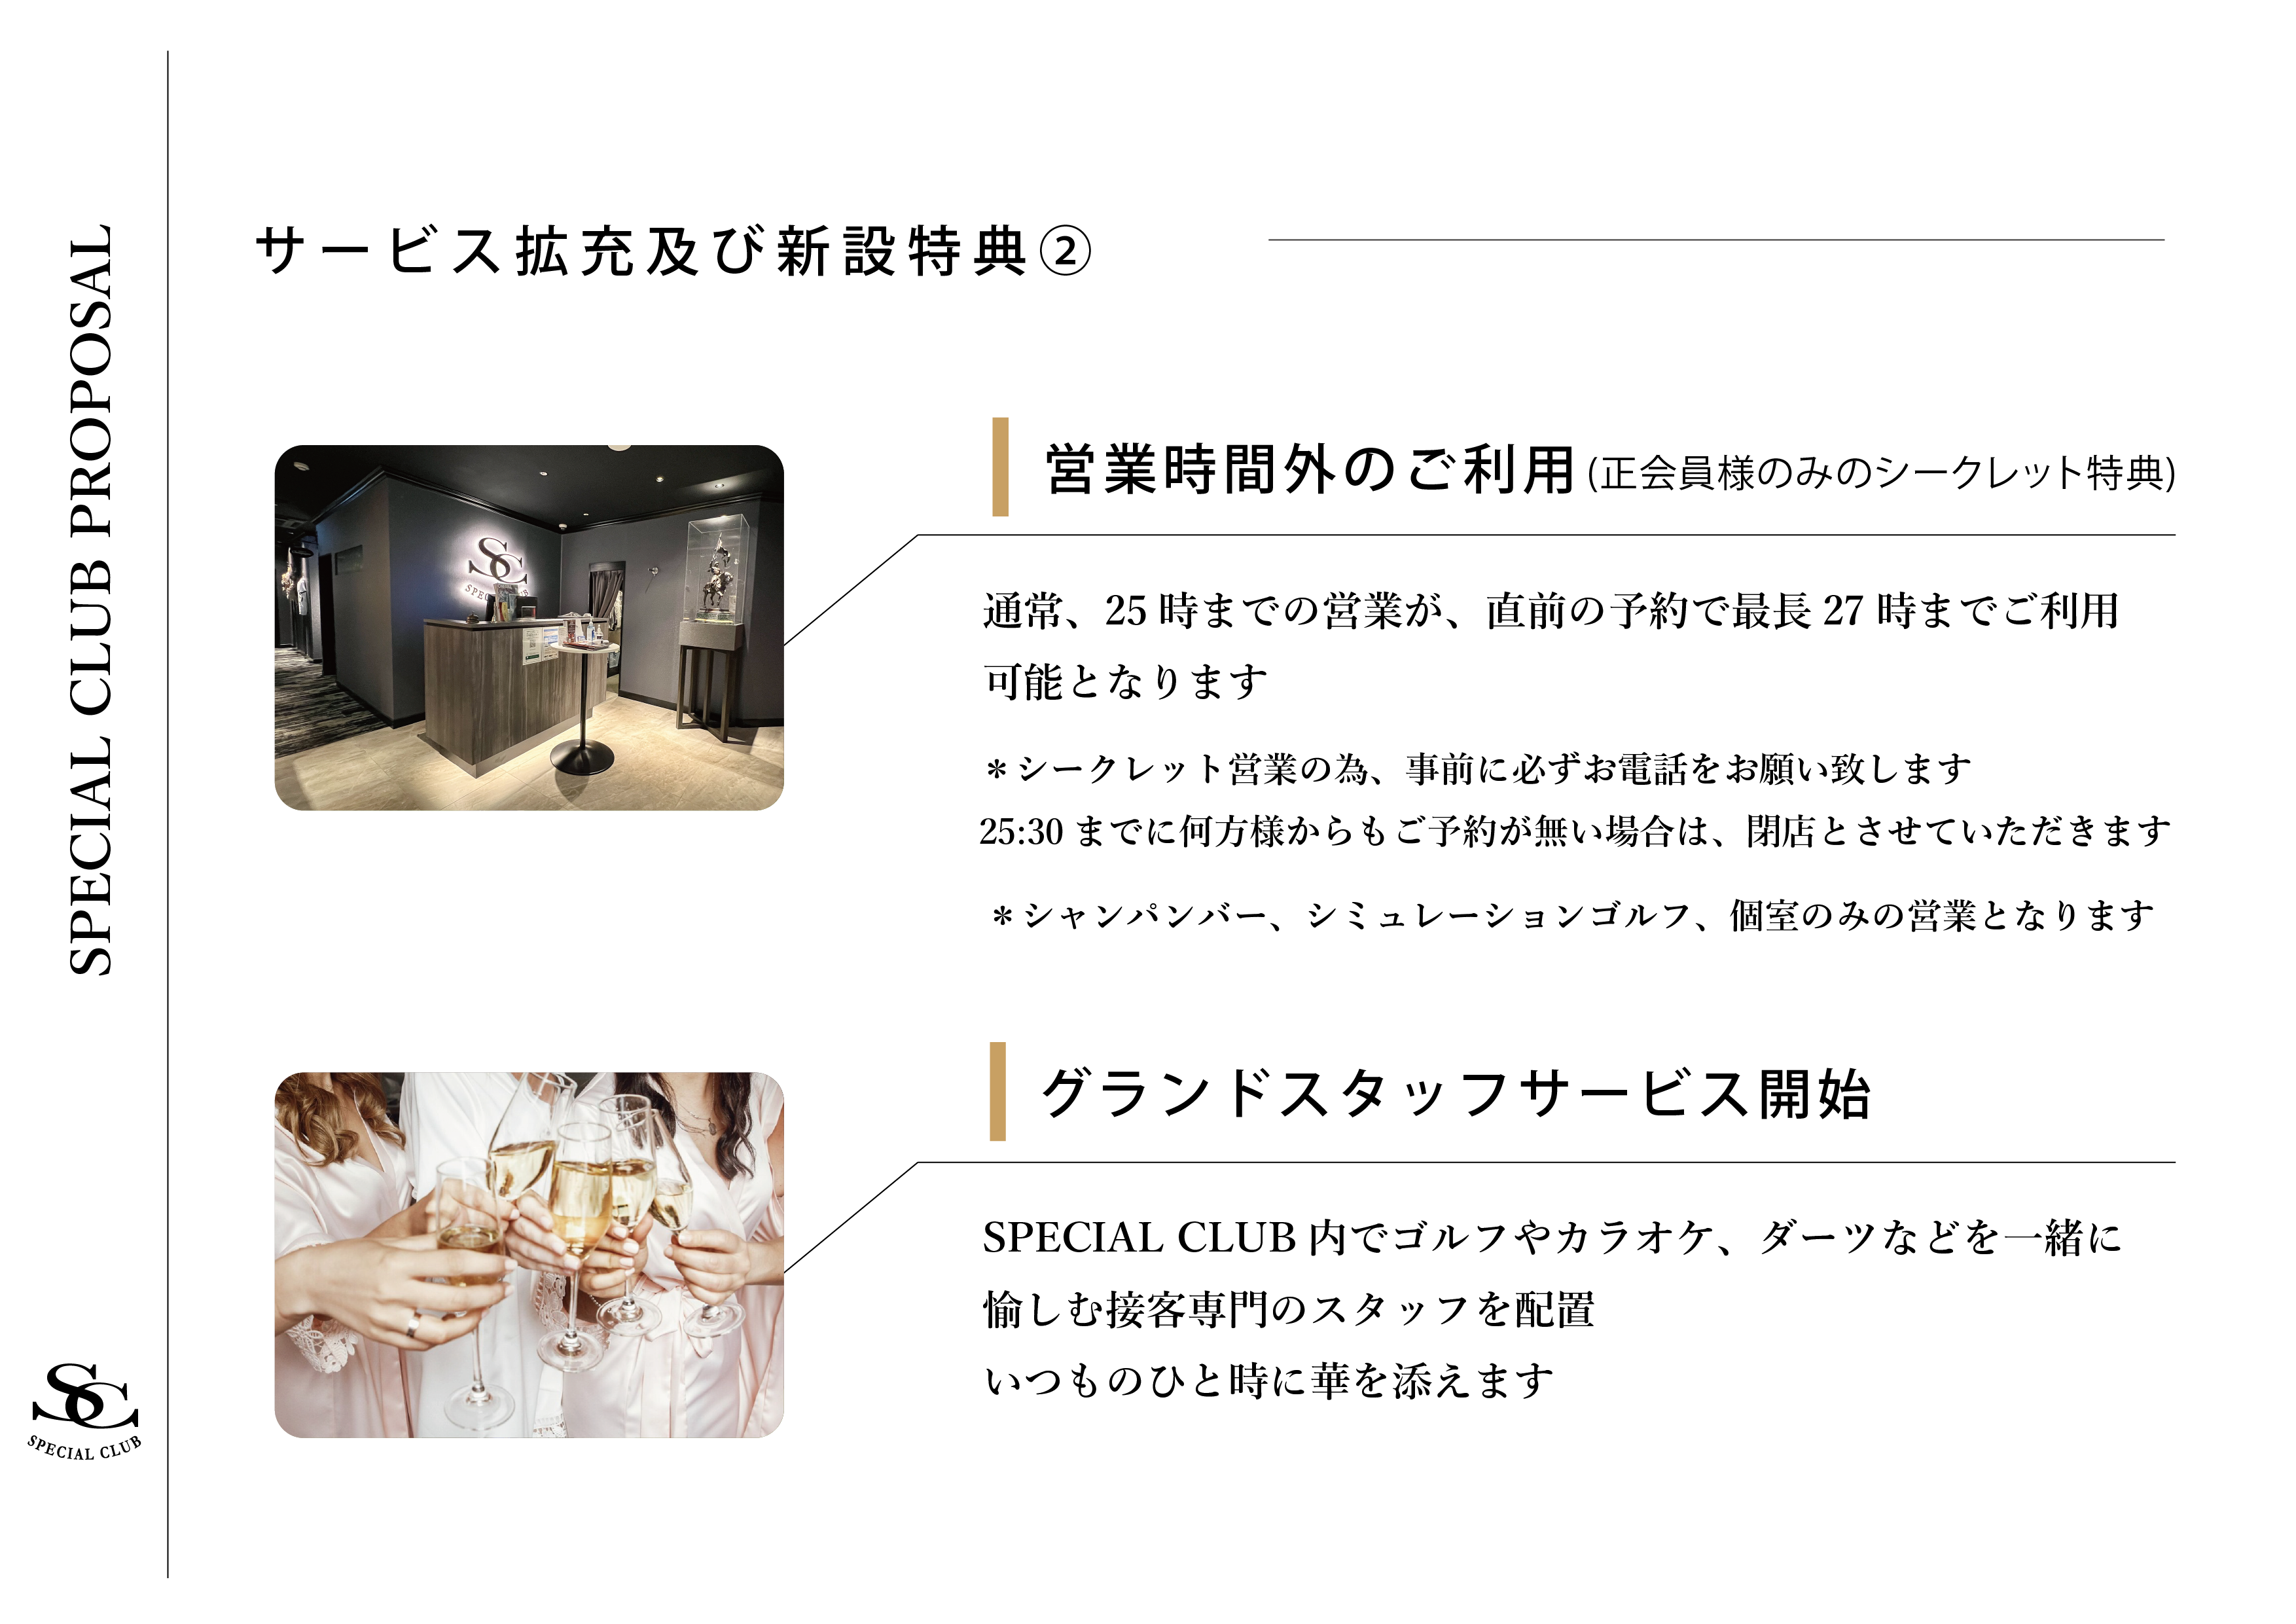 SPECIAL CLUB PROPOSAL
サービス拡充及び新設特典②
営業時間外のご利用 (正会員様のみのシークレット特典)
通常、25 時までの営業が、直前の予約で最長 27 時までご利用
可能となります
＊シークレット営業の為、事前に必ずお電話をお願い致します
25:30 までに何方様からもご予約が無い場合は、閉店とさせていただきます
＊シャンパンバー、シミュレーションゴルフ、個室のみの営業となります
SC
グランドスタッフサービス開始
SPECIAL CLUB 内でゴルフやカラオケ、ダーツなどを一緒に
愉しむ接客専門のスタッフを配置
いつものひと時に華を添えます
SC
SPECIAL CLUB